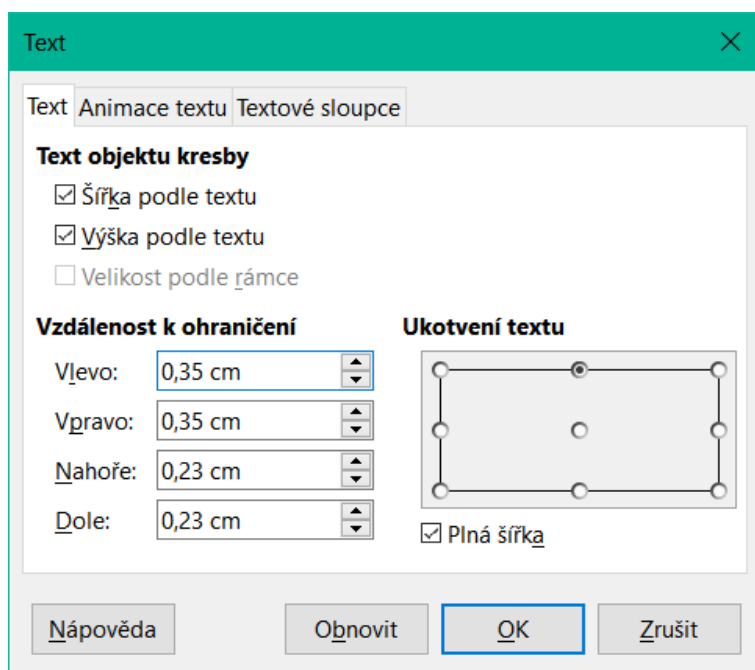 Text
Text Animace textu Textové sloupce
Text objektu kresby
Šířka podle textu
Výška podle textu
Velikost podle rámce
Vzdálenost k ohraničení
Vlevo: 0,35 cm
Vpravo: 0,35 cm
Nahoře: 0,23 cm
Dole: 0,23 cm
Ukotvení textu
Plná šířka
Nápověda Obnovit OK Zrušit